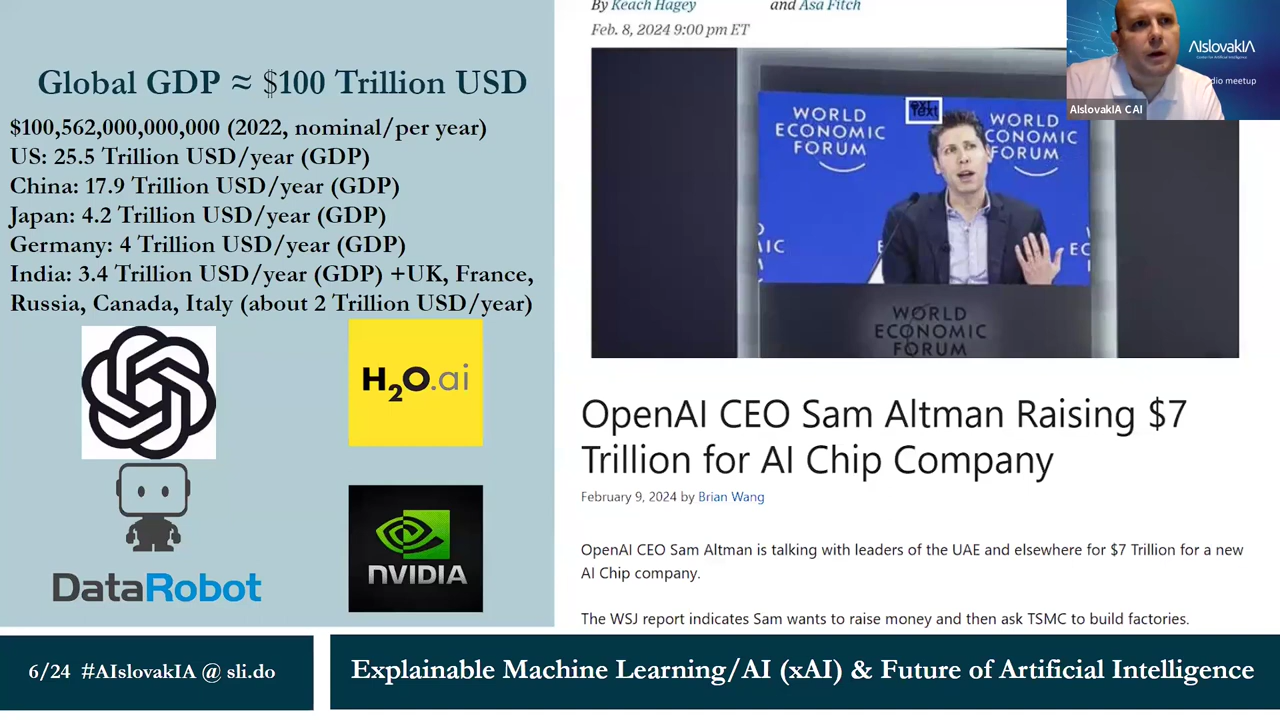 Global GDP ≈ $100 Trillion USD
$100,562,000,000,000 (2022, nominal/per year)
US: 25.5 Trillion USD/year (GDP)
China: 17.9 Trillion USD/year (GDP)
Japan: 4.2 Trillion USD/year (GDP)
Germany: 4 Trillion USD/year (GDP)
India: 3.4 Trillion USD/year (GDP) +UK, France,
Russia, Canada, Italy (about 2 Trillion USD/year)
H2O.ai
DataRobot
NVIDIA
By Keach Hagey and Asa Fitch
Feb. 8, 2024 9:00 pm ET
WORLD
ECONOMIC
FORUM
WORLD
ECONOMIC
FORUM
IC
EC
WORLD
ECONOMIC
FORUM
OpenAI CEO Sam Altman Raising $7
Trillion for AI Chip Company
February 9, 2024 by Brian Wang
OpenAI CEO Sam Altman is talking with leaders of the UAE and elsewhere for $7 Trillion for a new
AI Chip company.
The WSJ report indicates Sam wants to raise money and then ask TSMC to build factories.
AIslovakIA
dio meetup
AIslovakIA CAI
6/24 #AIslovakIA @ sli.do
Explainable Machine Learning/AI (xAI) & Future of Artificial Intelligence